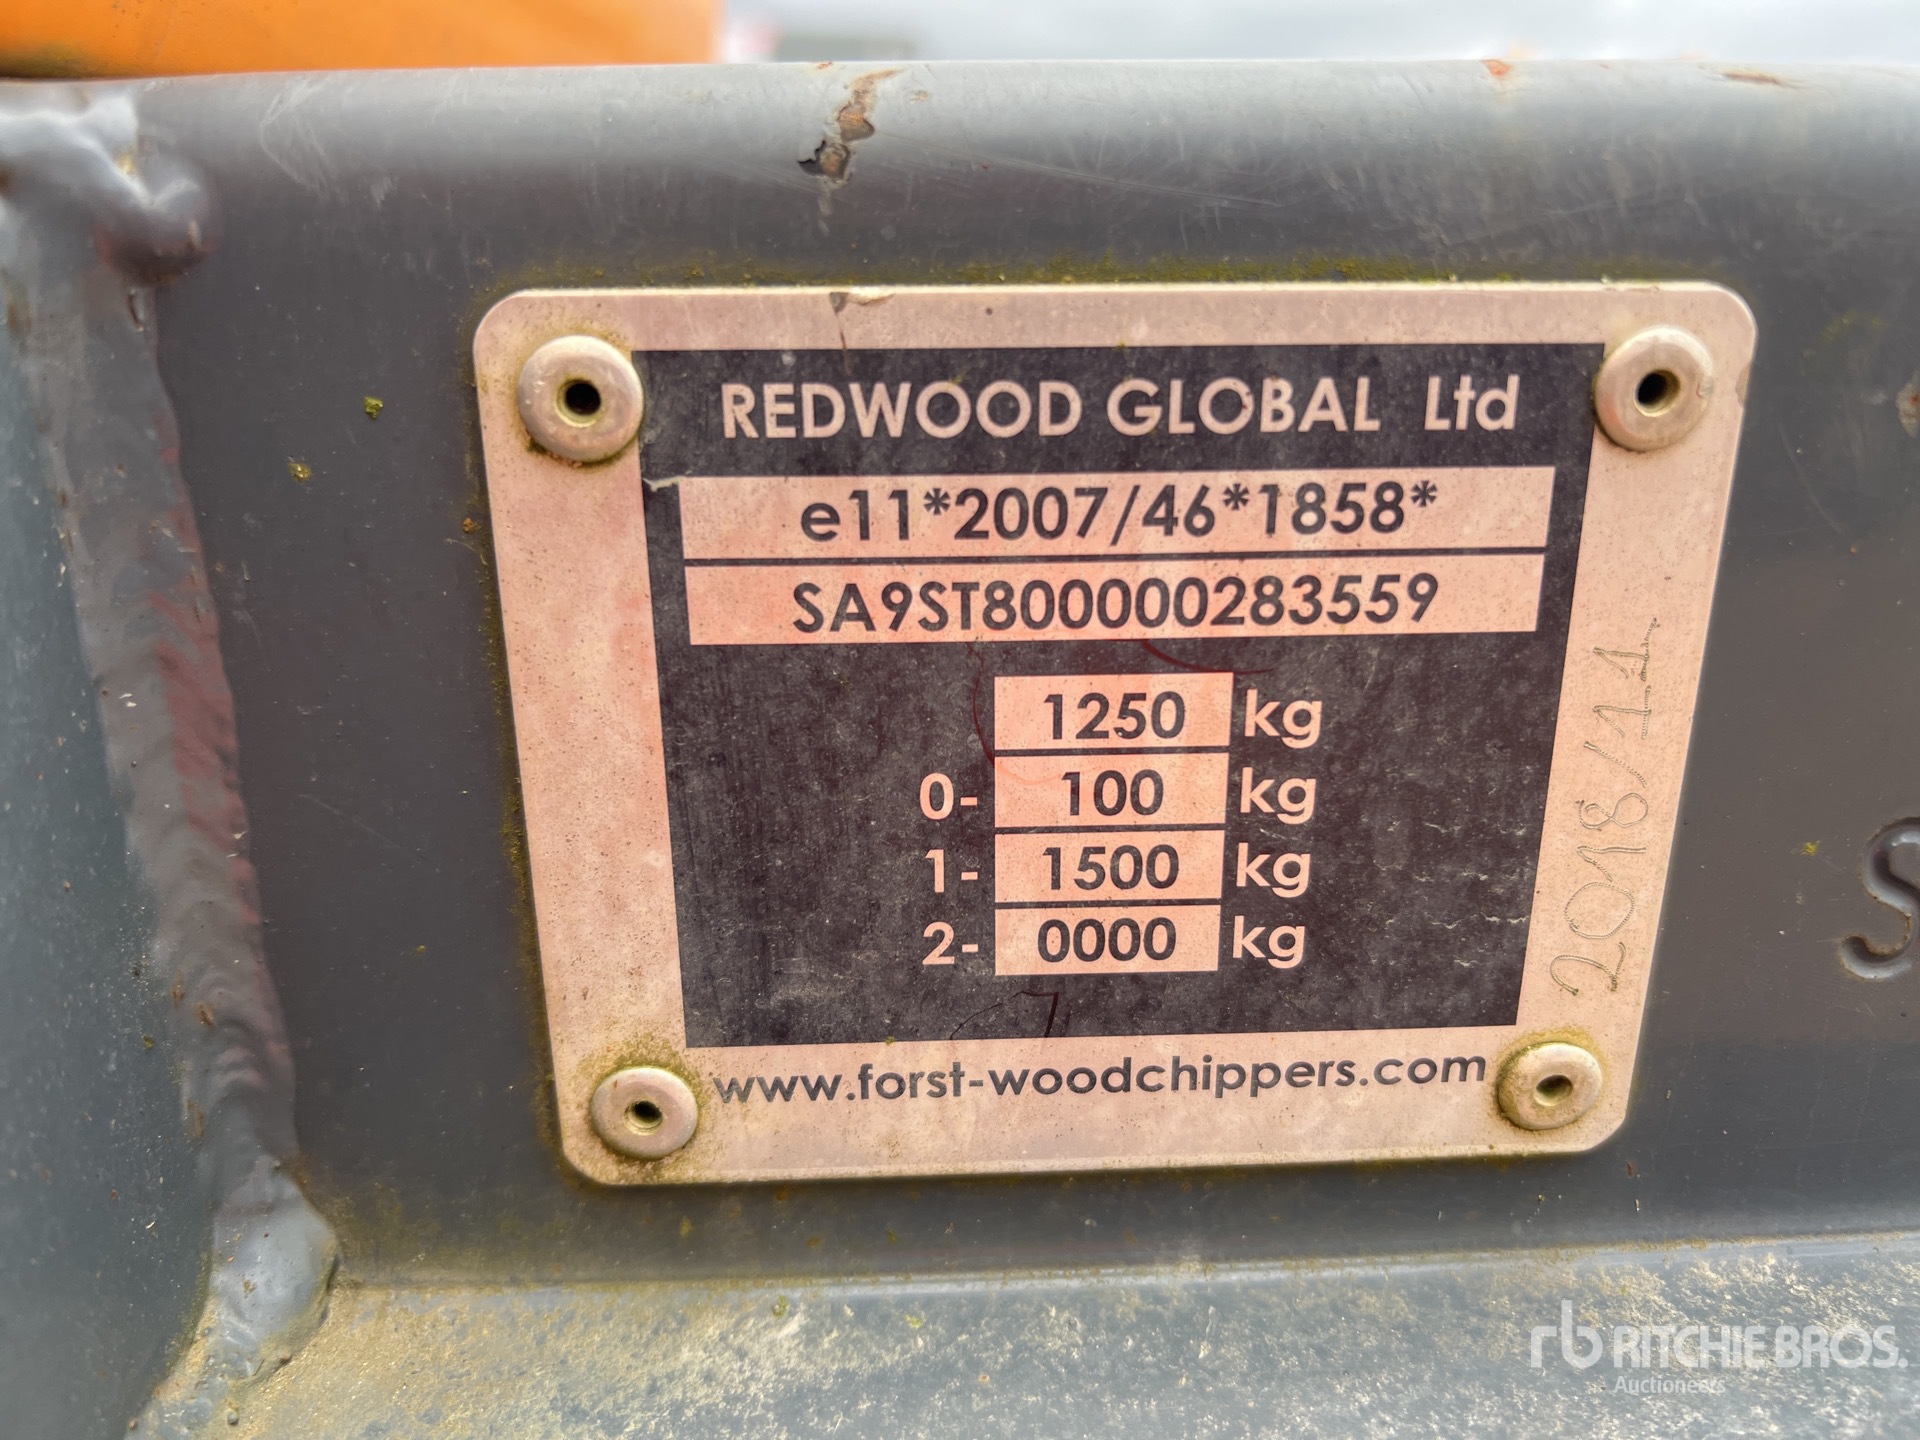 REDWOOD GLOBAL Ltd
e11*2007/46*1858*
SA9ST800000283559
1250 kg
0- 100 kg
1- 1500 kg
2- 0000 kg
www.forst-woodchippers.com
2018/11
S
rb RITCHIE BROS.
Auctioneers